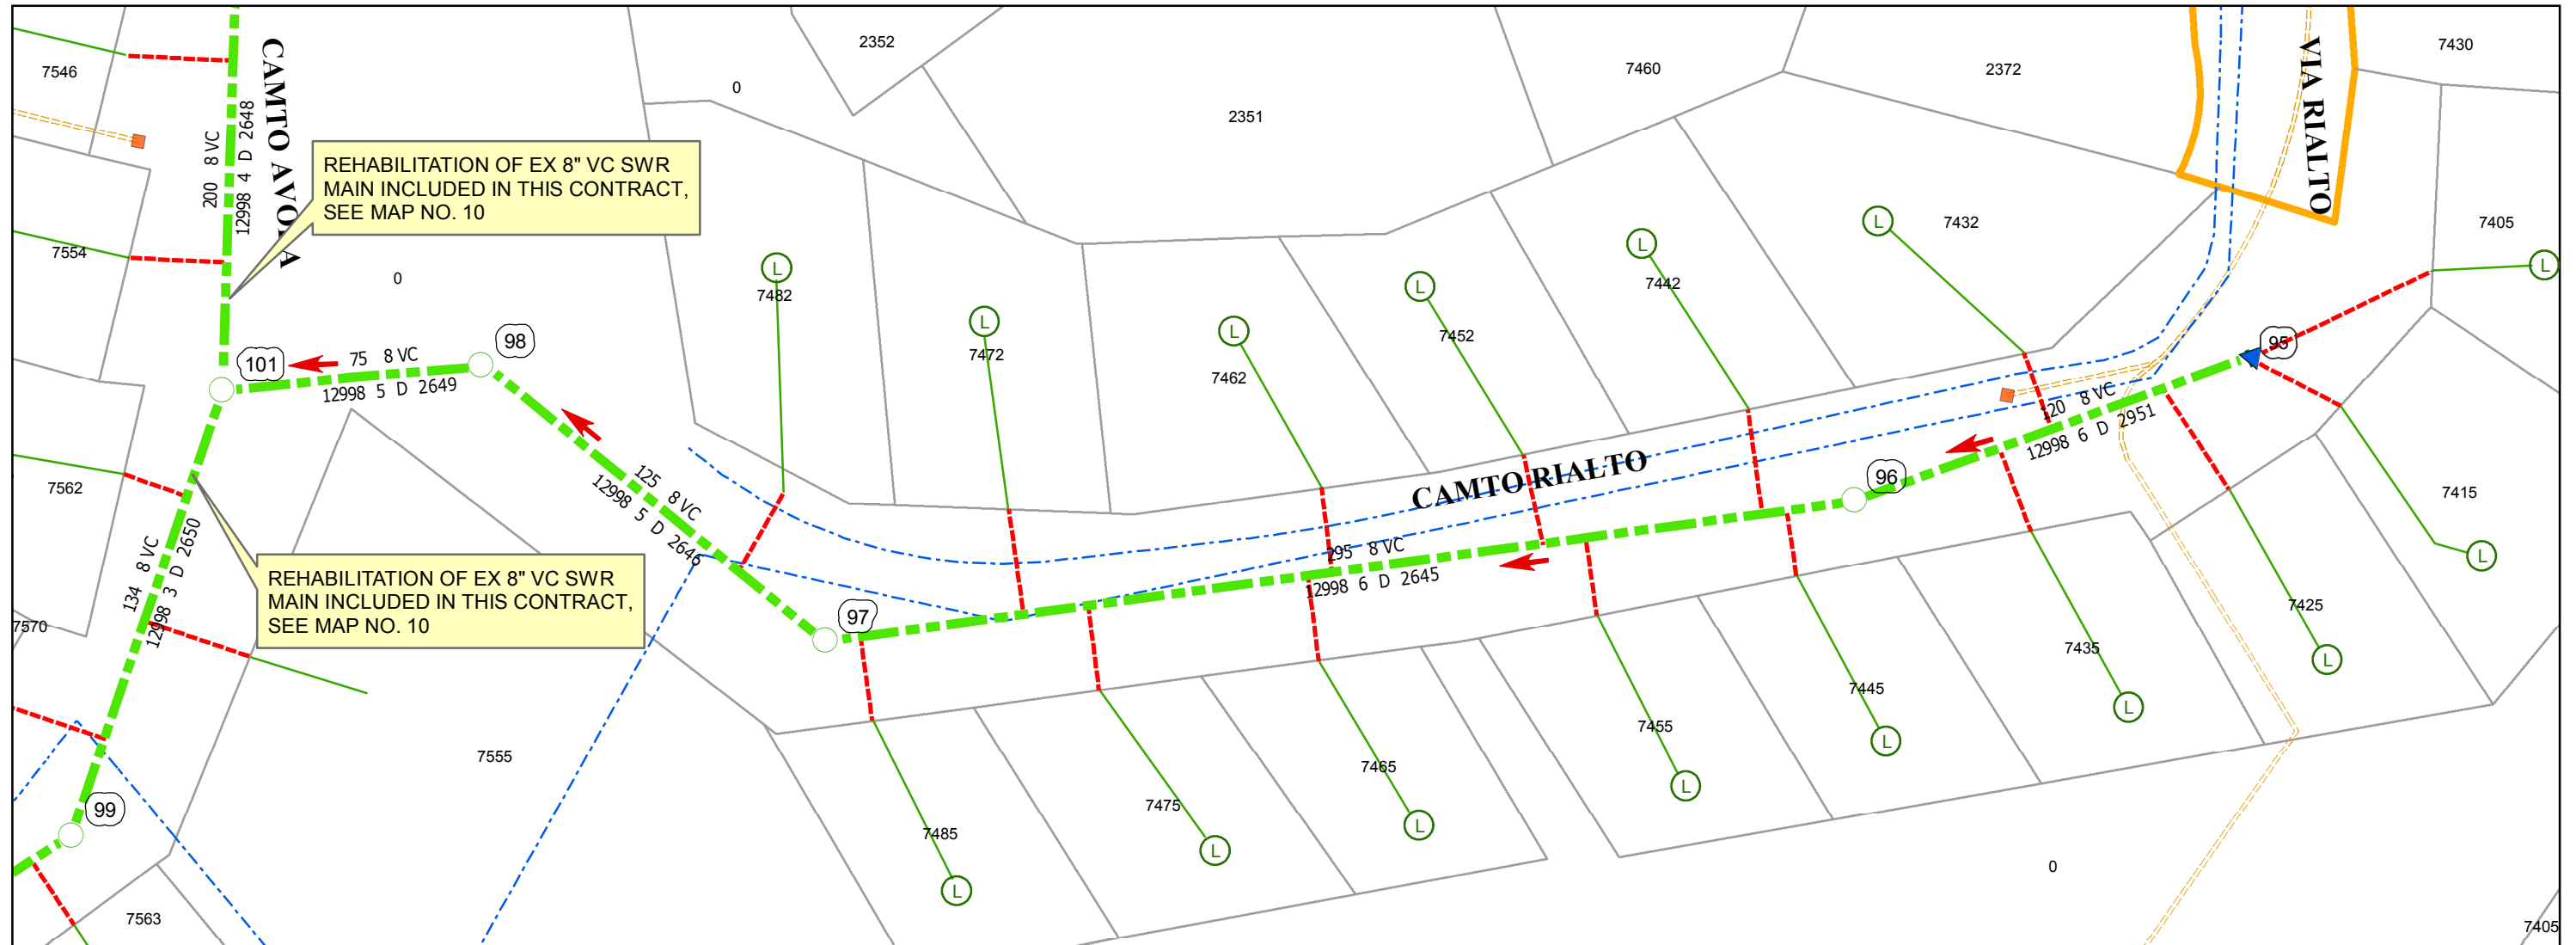 2352
7430
7546
0
7460
2372
2351
CAMTO AVOLA
VIA RIALTO
200 8 VC
12998 4 D 2648
REHABILITATION OF EX 8" VC SWR
MAIN INCLUDED IN THIS CONTRACT,
SEE MAP NO. 10
7554
0
7432
7405
L
L
L
L
L
L
L
7482
7442
7472
7452
7462
98
101
75 8 VC
12998 5 D 2649
95
120 8 VC
12998 6 D 2951
96
CAMTO RIALTO
7562
125 8 VC
12998 5 D 2646
7415
L
295 8 VC
12998 6 D 2645
134 8 VC
12998 3 D 2650
REHABILITATION OF EX 8" VC SWR
MAIN INCLUDED IN THIS CONTRACT,
SEE MAP NO. 10
97
7570
7425
L
7435
L
7445
L
7455
L
7465
L
7475
L
7485
L
7555
99
0
7563
7405